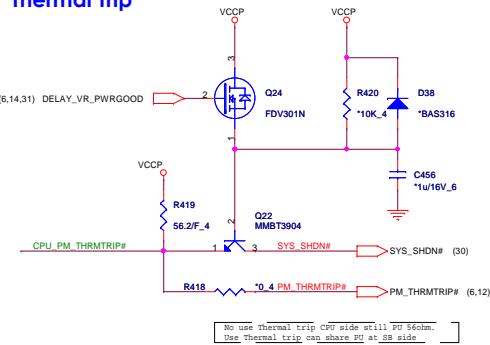 Thermal Trip
VCCP
VCCP
3
(6,14,31) DELAY_VR_PWRGOOD
2
Q24
FDV301N
1
R420
*10K_4
D38
*BAS316
VCCP
C456
*1u/16V_6
R419
56.2/F_4
2
Q22
MMBT3904
CPU_PM_THRMTRIP#
1
3
SYS_SHDN#
SYS_SHDN# (30)
R418
*0_4
PM_THRMTRIP#
PM_THRMTRIP# (6,12)
No use Thermal trip CPU side still PU 56ohm.
Use Thermal trip can share PU at SB side